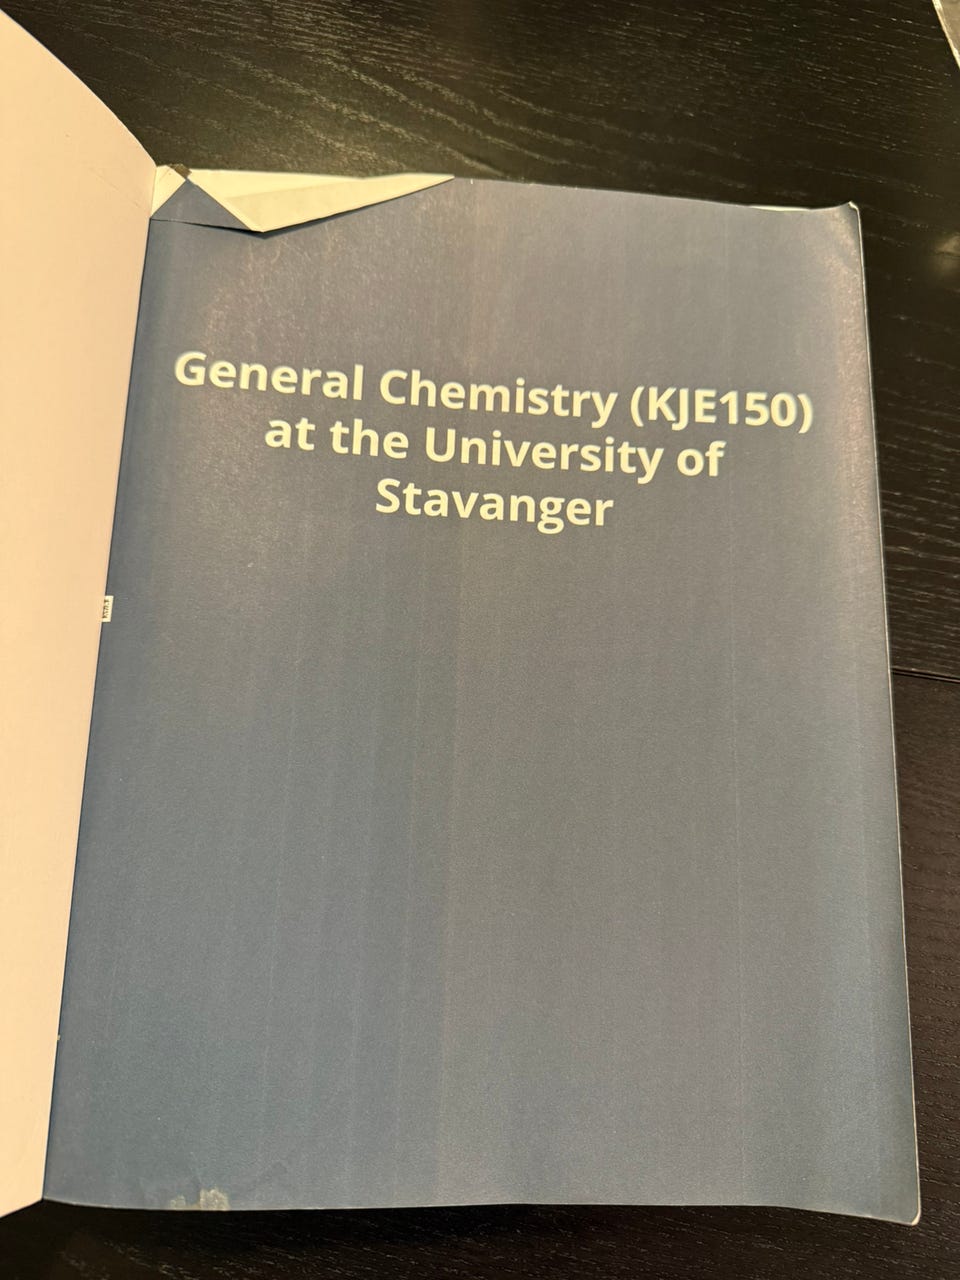 General Chemistry (KJE150)
at the University of
Stavanger